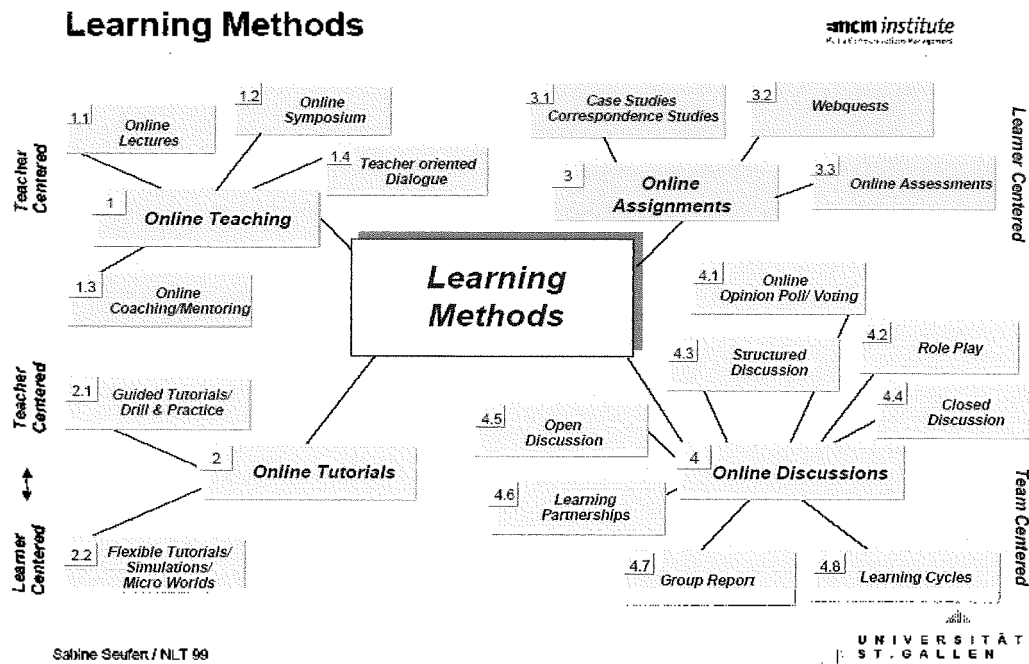 Learning Methods
=mcm institute
1.1
Online
Lectures
1.2
Online
Symposium
1.4
Teacher oriented
Dialogue
1
Online Teaching
1.3
Online
Coaching/Mentoring
Teacher
Centered
3.1
Case Studies
Correspondence Studies
3.2
Webquests
3
Online
Assignments
3.3
Online Assessments
Learner Centered
Learning
Methods
2.1
Guided Tutorials/
Drill & Practice
2
Online Tutorials
2.2
Flexible Tutorials/
Simulations/
Micro Worlds
Teacher
Centered
Learner
Centered
4.1
Online
Opinion Poll/ Voting
4.2
Role Play
4.3
Structured
Discussion
4.4
Closed
Discussion
4.5
Open
Discussion
4
Online Discussions
4.6
Learning
Partnerships
4.7
Group Report
4.8
Learning Cycles
Team Centered
Sabine Seufert / NLT 99
UNIVERSITÄT
ST. GALLEN